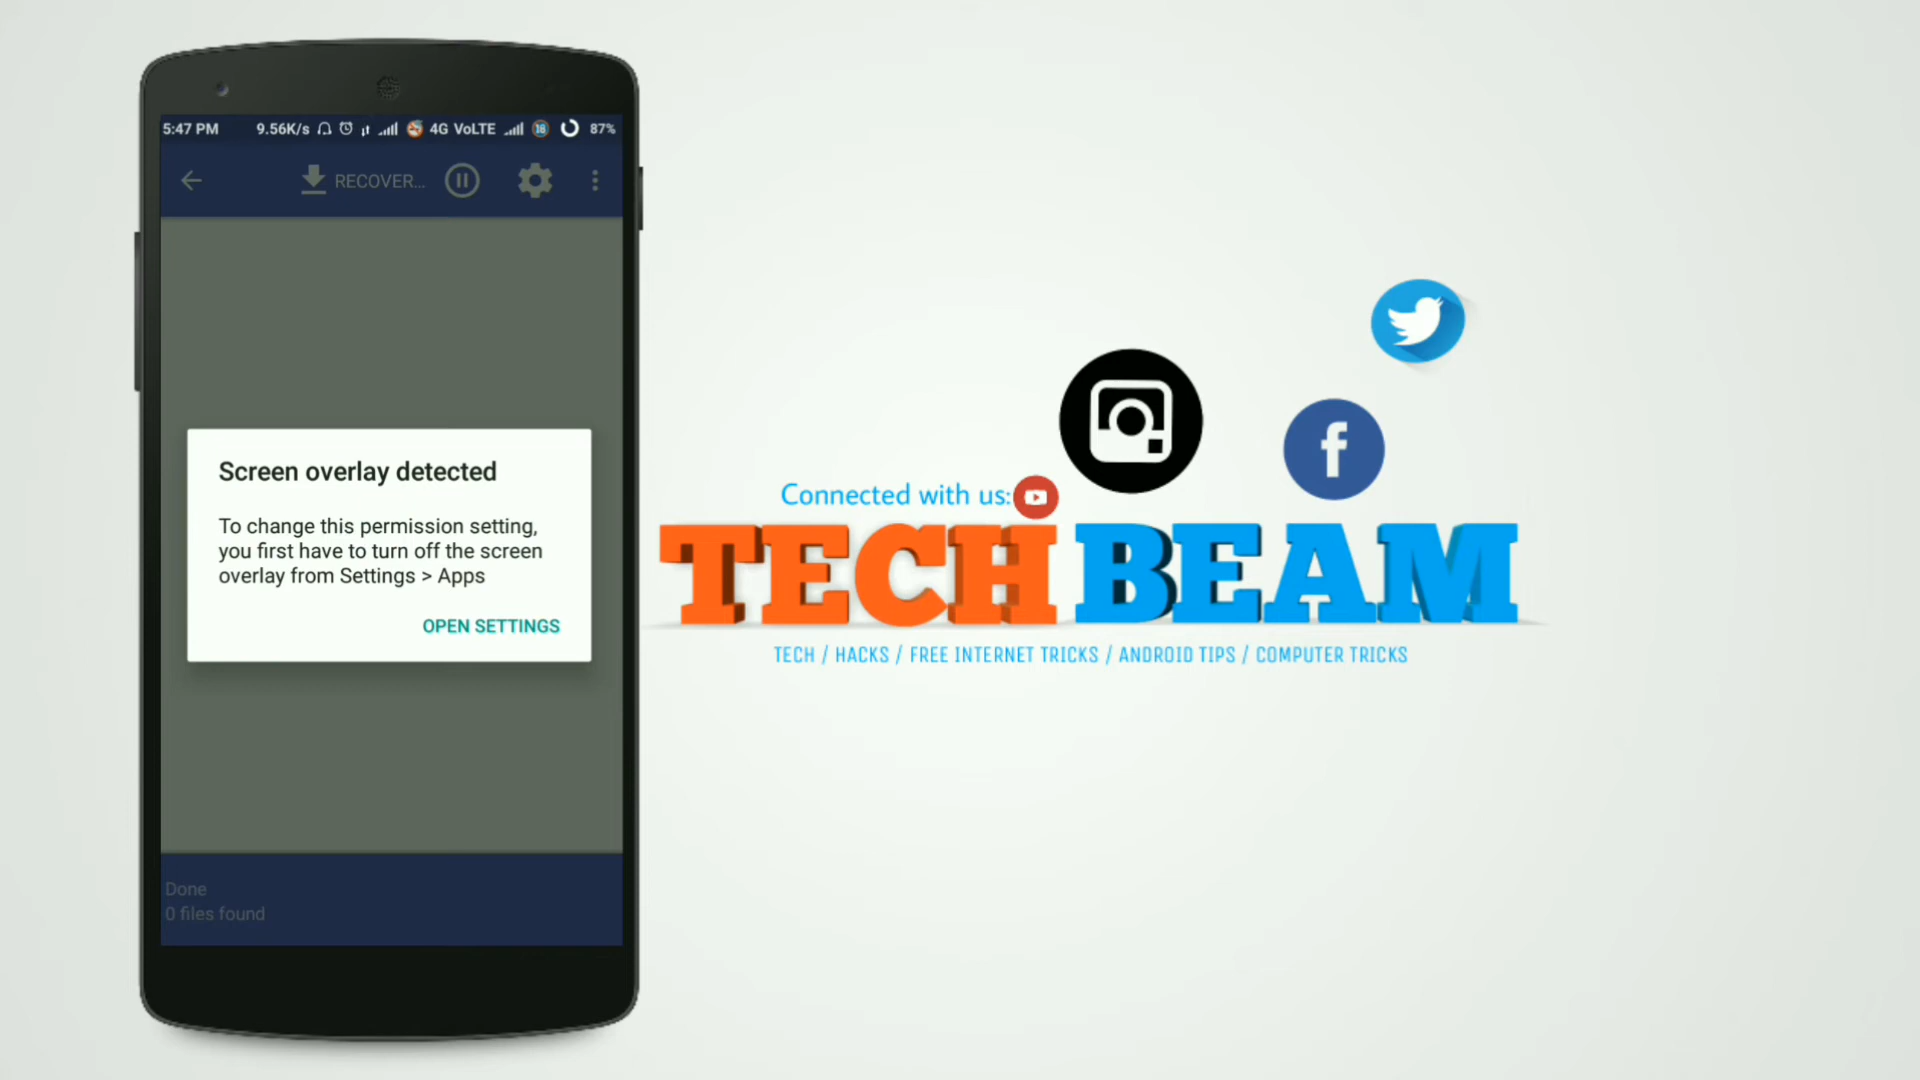 5:47 PM 9.56K/s 4G VoLTE 18 87%
RECOVER...
Screen overlay detected
To change this permission setting,
you first have to turn off the screen
overlay from Settings > Apps
OPEN SETTINGS
Done
0 files found
Connected with us:
TECH BEAM
TECH / HACKS / FREE INTERNET TRICKS / ANDROID TIPS / COMPUTER TRICKS